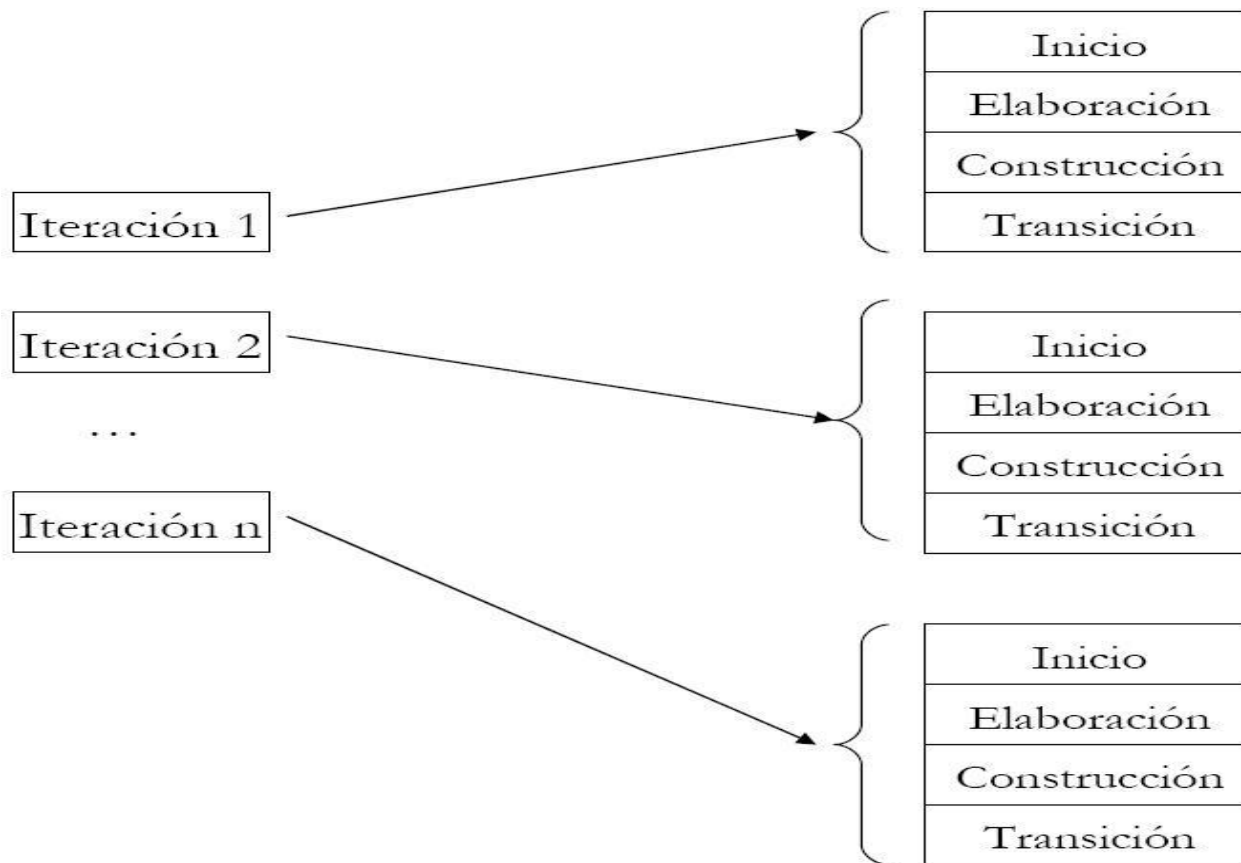 Iteración 1
Iteración 2
...
Iteración n
Inicio
Elaboración
Construcción
Transición
Inicio
Elaboración
Construcción
Transición
Inicio
Elaboración
Construcción
Transición